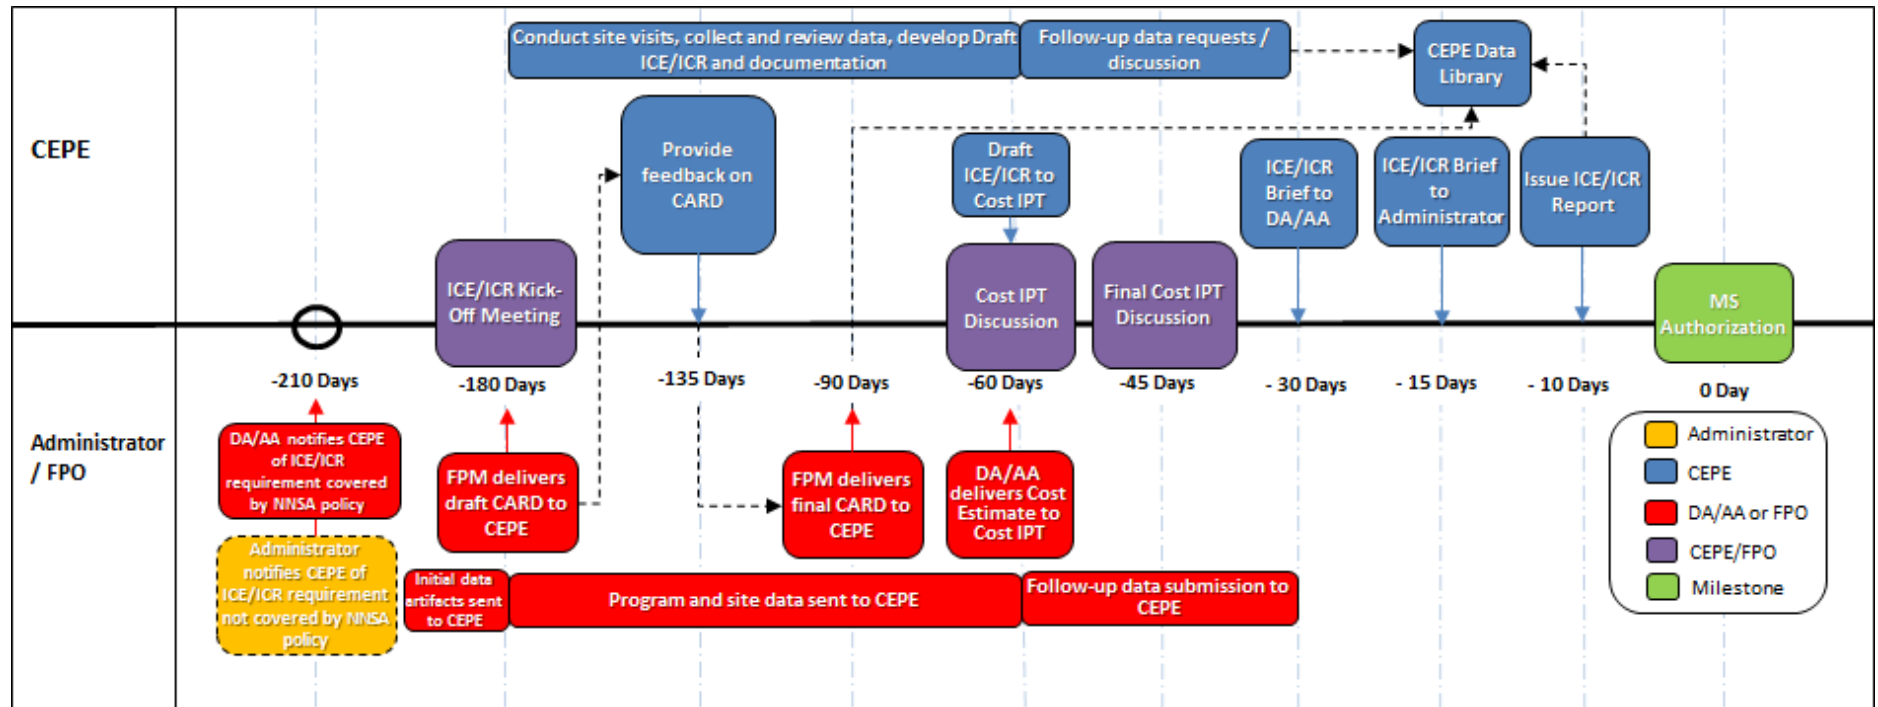 CEPE
Conduct site visits, collect and review data, develop Draft
ICE/ICR and documentation
Follow-up data requests /
discussion
CEPE Data
Library
Provide
feedback on
CARD
Draft
ICE/ICR to
Cost IPT
ICE/ICR
Brief to
DA/AA
ICE/ICR Brief
to
Administrator
Issue ICE/ICR
Report
ICE/ICR Kick-
Off Meeting
Cost IPT
Discussion
Final Cost IPT
Discussion
MS
Authorization
-210 Days
-180 Days
-135 Days
-90 Days
-60 Days
-45 Days
- 30 Days
- 15 Days
- 10 Days
0 Day
Administrator
/ FPO
DA/AA notifies CEPE
of ICE/ICR
requirement covered
by NNSA policy
Administrator
notifies CEPE of
ICE/ICR requirement
not covered by NNSA
policy
FPM delivers
draft CARD to
CEPE
FPM delivers
final CARD to
CEPE
DA/AA
delivers Cost
Estimate to
Cost IPT
Initial data
artifacts sent
to CEPE
Program and site data sent to CEPE
Follow-up data submission to
CEPE
Administrator
CEPE
DA/AA or FPO
CEPE/FPO
Milestone